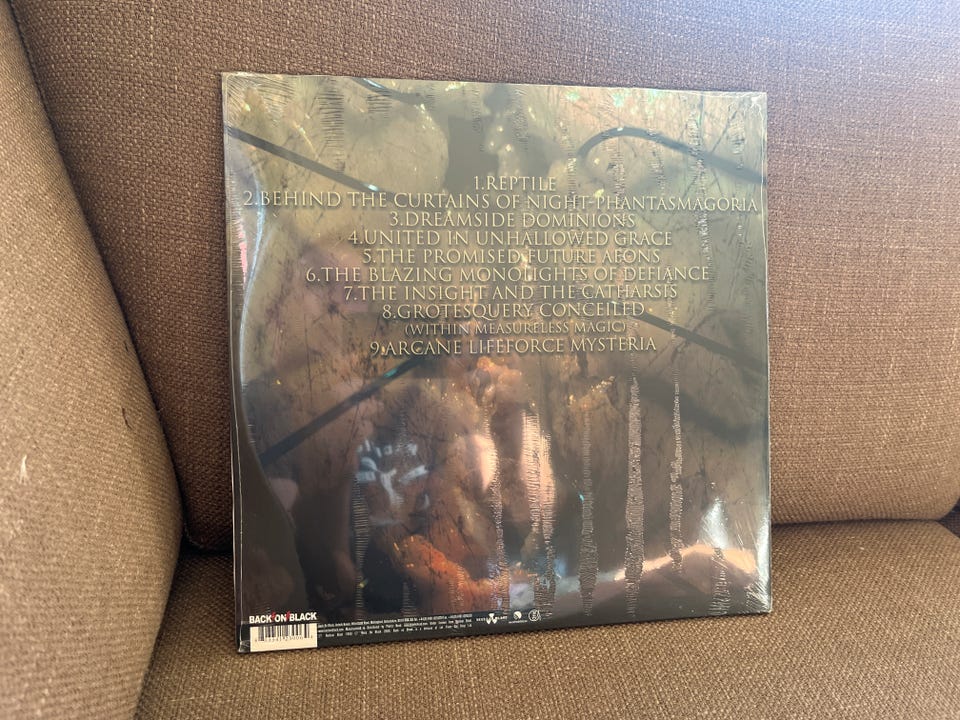 1.REPTILE
2.BEHIND THE CURTAINS OF NIGHT-PHANTASMAGORIA
3.DREAMSIDE DOMINIONS
4.UNITED IN UNHALLOWED GRACE
5.THE PROMISED FUTURE AEONS
6.THE BLAZING MONOLIGHTS OF DEFIANCE
7.THE INSIGHT AND THE CATHARSIS
8.GROTESQUERY CONCEILED
(WITHIN MEASURELESS MAGIC)
9.ARCANE LIFEFORCE MYSTERIA
BACK ON BLACK